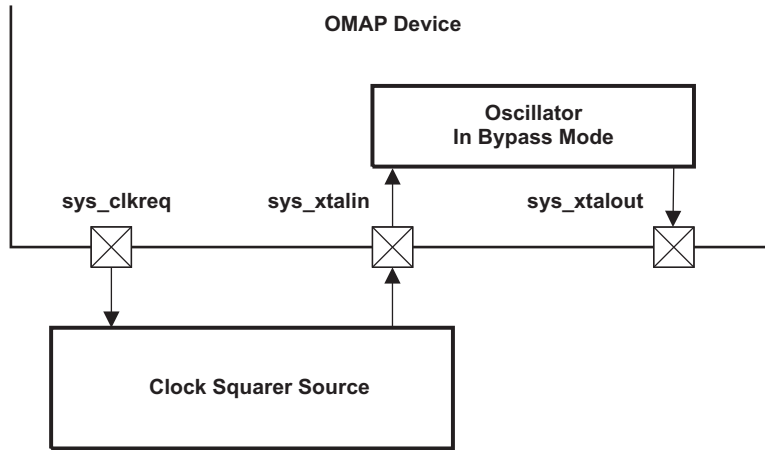 OMAP Device
Oscillator
In Bypass Mode
sys_clkreq
sys_xtalin
sys_xtalout
Clock Squarer Source